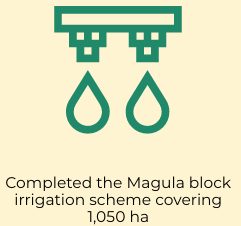 Completed the Magula block
irrigation scheme covering
1,050 ha